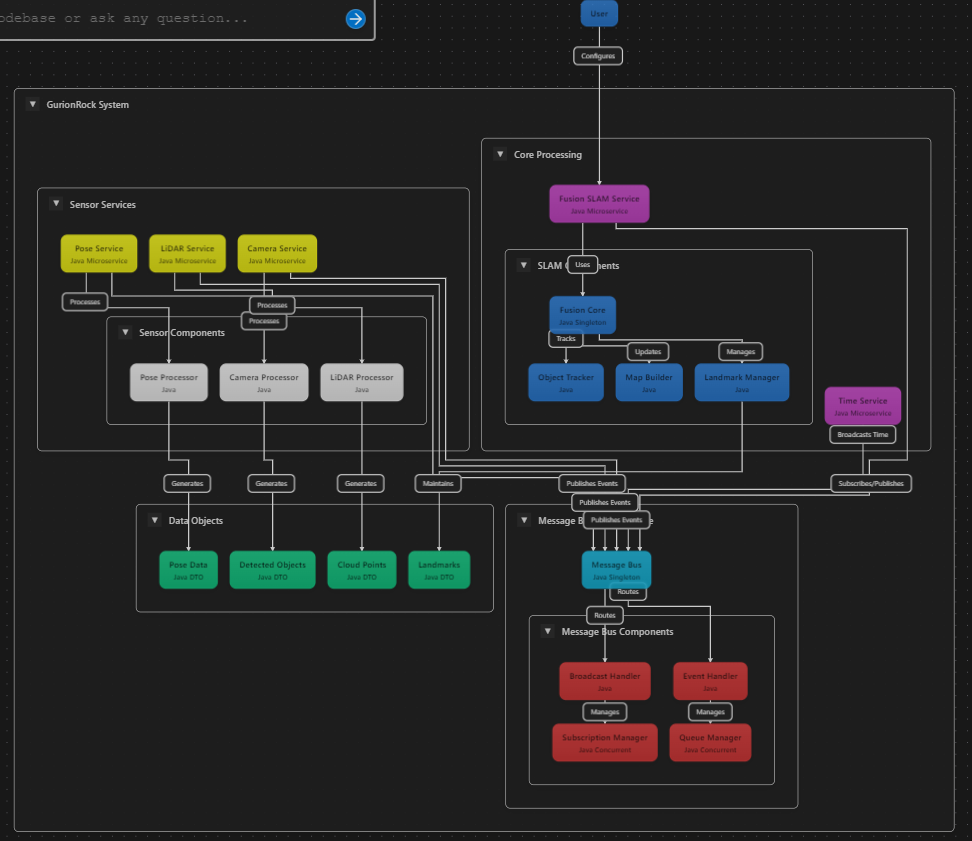 odebase or ask any question...
User
Configures
GurionRock System
Core Processing
Sensor Services
Fusion SLAM Service
Java Microservice
Pose Service
Java Microservice
LiDAR Service
Java Microservice
Camera Service
Java Microservice
SLAM
nents
Uses
Processes
Processes
Processes
Sensor Components
Fusion Core
Java Singleton
Tracks
Updates
Manages
Pose Processor
Java
Camera Processor
Java
LiDAR Processor
Java
Object Tracker
Java
Map Builder
Java
Landmark Manager
Java
Time Service
Java Microservice
Broadcasts Time
Generates
Generates
Generates
Maintains
Publishes Events
Subscribes/Publishes
Publishes Events
Data Objects
Message B
Publishes Events
e
Pose Data
Java DTO
Detected Objects
Java DTO
Cloud Points
Java DTO
Landmarks
Java DTO
Message Bus
Java Singleton
Routes
Routes
Message Bus Components
Broadcast Handler
Java
Event Handler
Java
Manages
Manages
Subscription Manager
Java Concurrent
Queue Manager
Java Concurrent